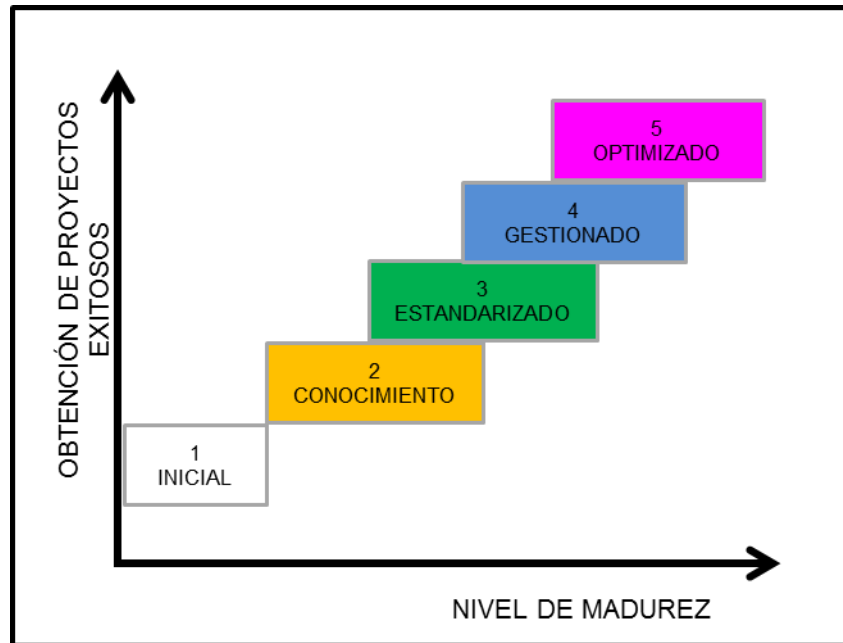 OBTENCIÓN DE PROYECTOS
EXITOSOS
5
OPTIMIZADO
4
GESTIONADO
3
ESTANDARIZADO
2
CONOCIMIENTO
1
INICIAL
NIVEL DE MADUREZ